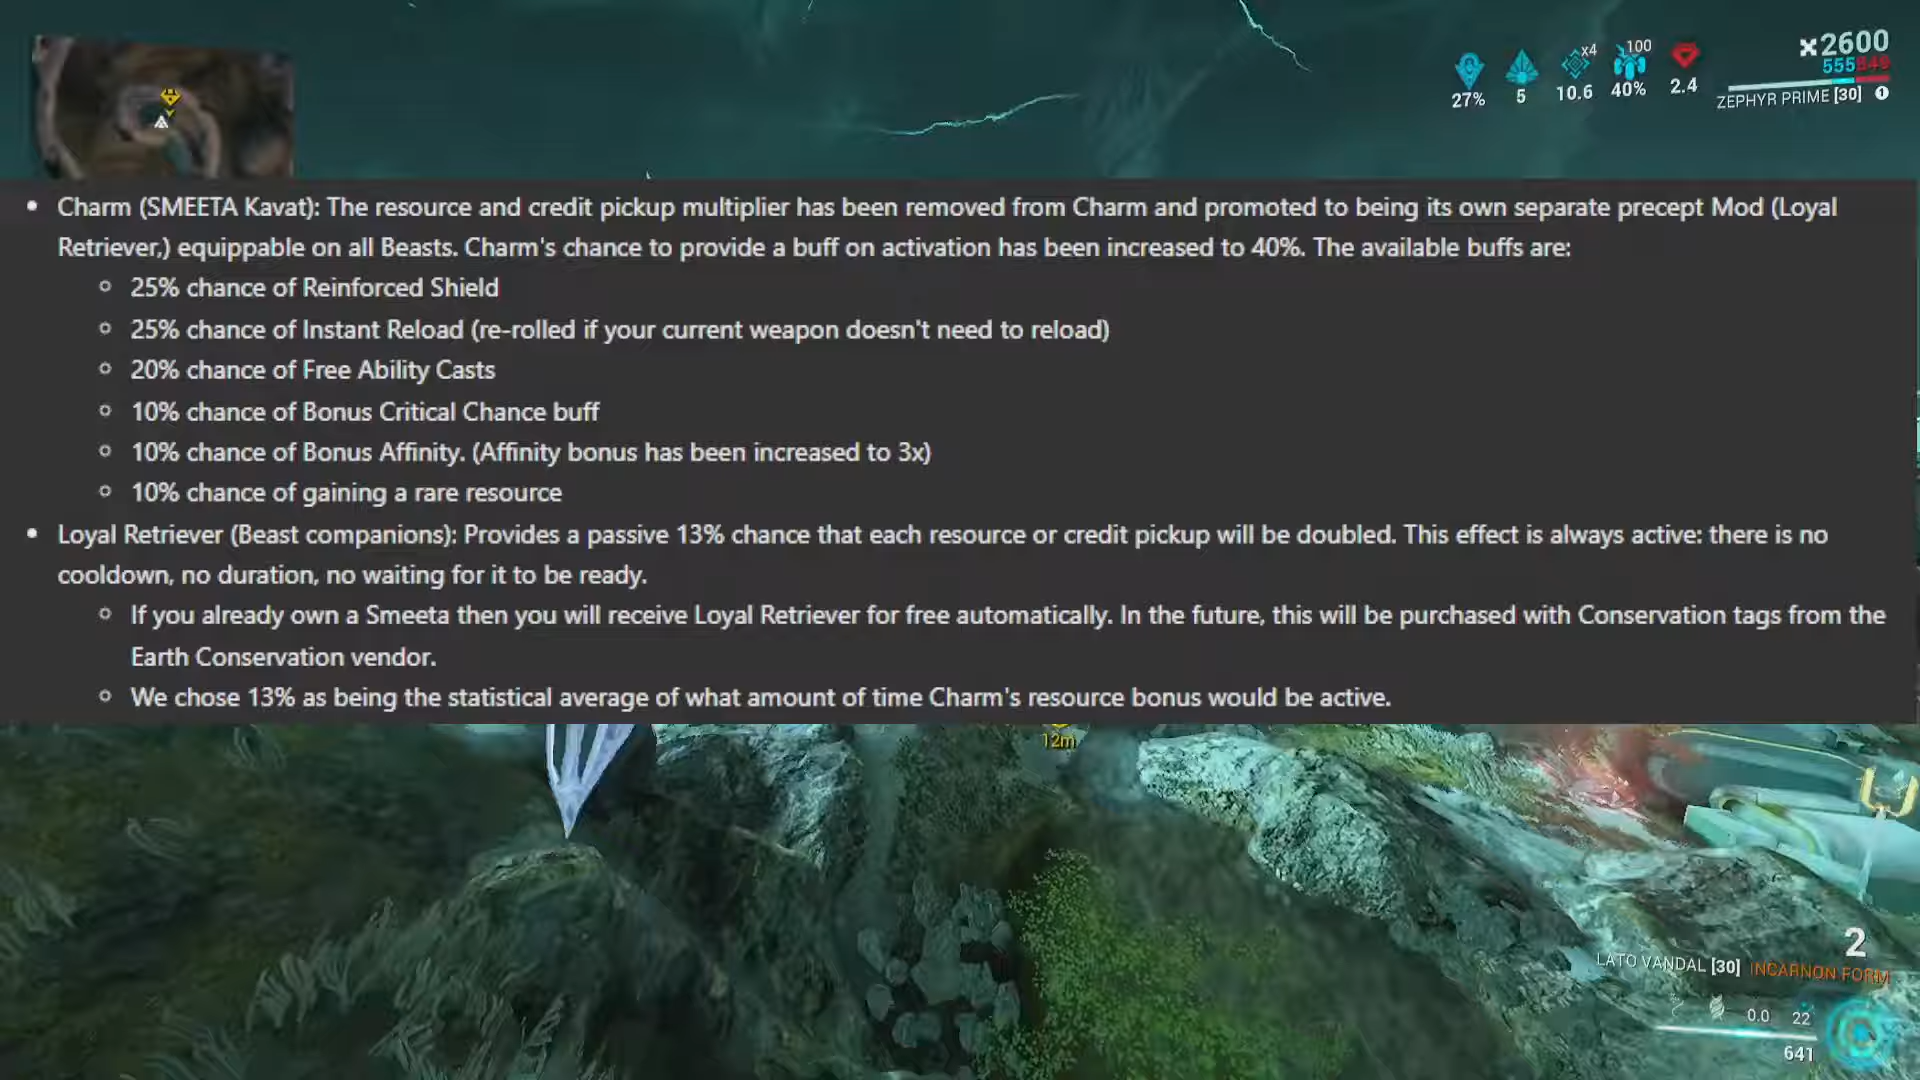 x4
100
27%
5
10.6
40%
2.4
2600
555 849
ZEPHYR PRIME [30] 1
• Charm (SMEETA Kavat): The resource and credit pickup multiplier has been removed from Charm and promoted to being its own separate precept Mod (Loyal
Retriever,) equippable on all Beasts. Charm's chance to provide a buff on activation has been increased to 40%. The available buffs are:
○ 25% chance of Reinforced Shield
○ 25% chance of Instant Reload (re-rolled if your current weapon doesn't need to reload)
○ 20% chance of Free Ability Casts
○ 10% chance of Bonus Critical Chance buff
○ 10% chance of Bonus Affinity. (Affinity bonus has been increased to 3x)
○ 10% chance of gaining a rare resource
• Loyal Retriever (Beast companions): Provides a passive 13% chance that each resource or credit pickup will be doubled. This effect is always active: there is no
cooldown, no duration, no waiting for it to be ready.
○ If you already own a Smeeta then you will receive Loyal Retriever for free automatically. In the future, this will be purchased with Conservation tags from the
Earth Conservation vendor.
○ We chose 13% as being the statistical average of what amount of time Charm's resource bonus would be active.
12m
2
LATO VANDAL [30] INCARNON FORM
0.0 22
641